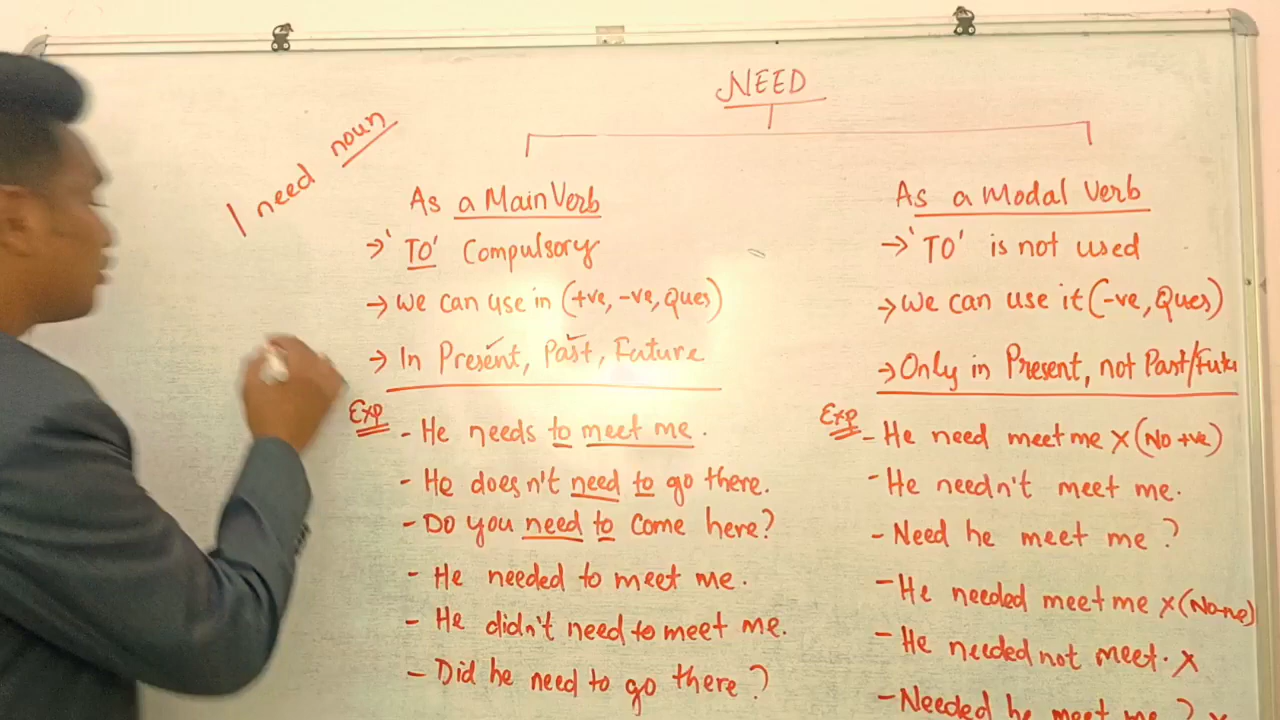 NEED
I need noun
As a Main Verb
→ 'TO' Compulsory
→ We can use in (+ve, -ve, Ques)
→ In Present, Past, Future
Exp
- He needs to meet me.
- He doesn't need to go there.
- Do you need to come here?
- He needed to meet me.
- He didn't need to meet me.
- Did he need to go there?
As a Modal Verb
→ 'TO' is not used
→ We can use it (-ve, Ques)
→ Only in Present, not Past/Futu
Exp
- He need meet me × (No +ve)
- He needn't meet me.
- Need he meet me?
- He needed meet me ×
- He needed not meet. ×
- Needed he meet me? ×